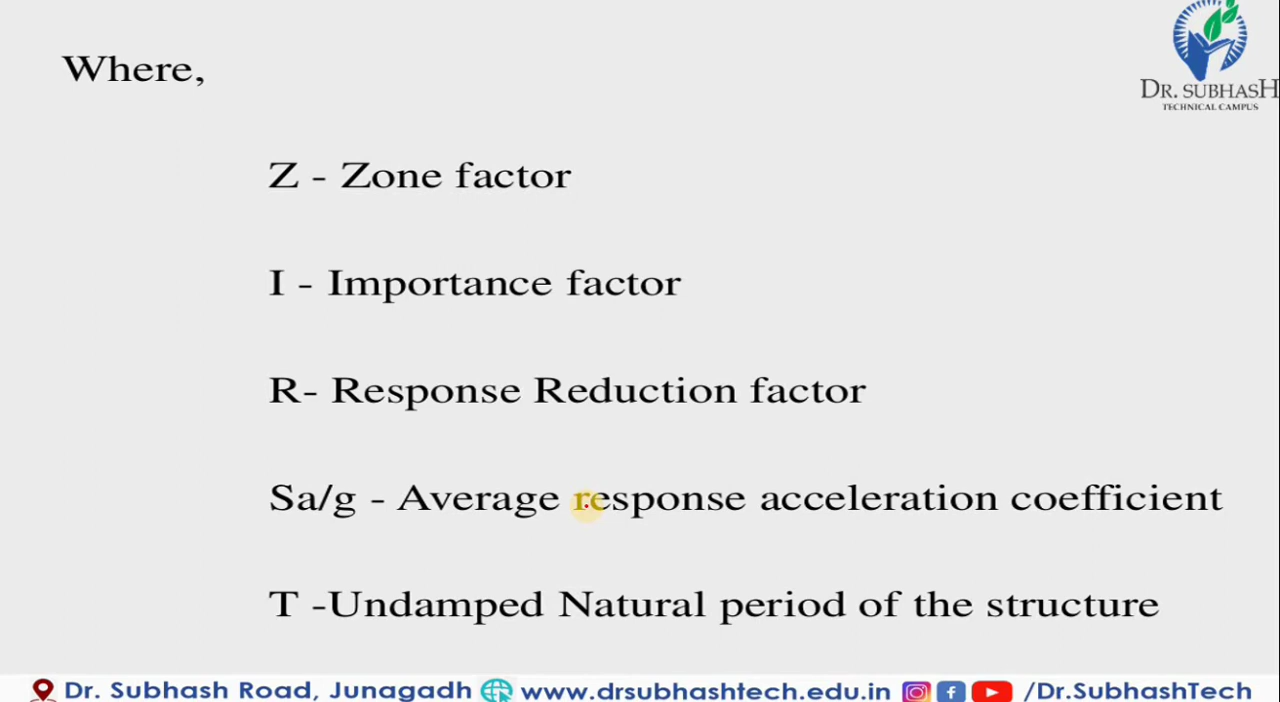 Where,
DR. SUBHASH
TECHNICAL CAMPUS
Z - Zone factor
I - Importance factor
R- Response Reduction factor
Sa/g - Average response acceleration coefficient
T -Undamped Natural period of the structure
Dr. Subhash Road, Junagadh www.drsubhashtech.edu.in /Dr.SubhashTech